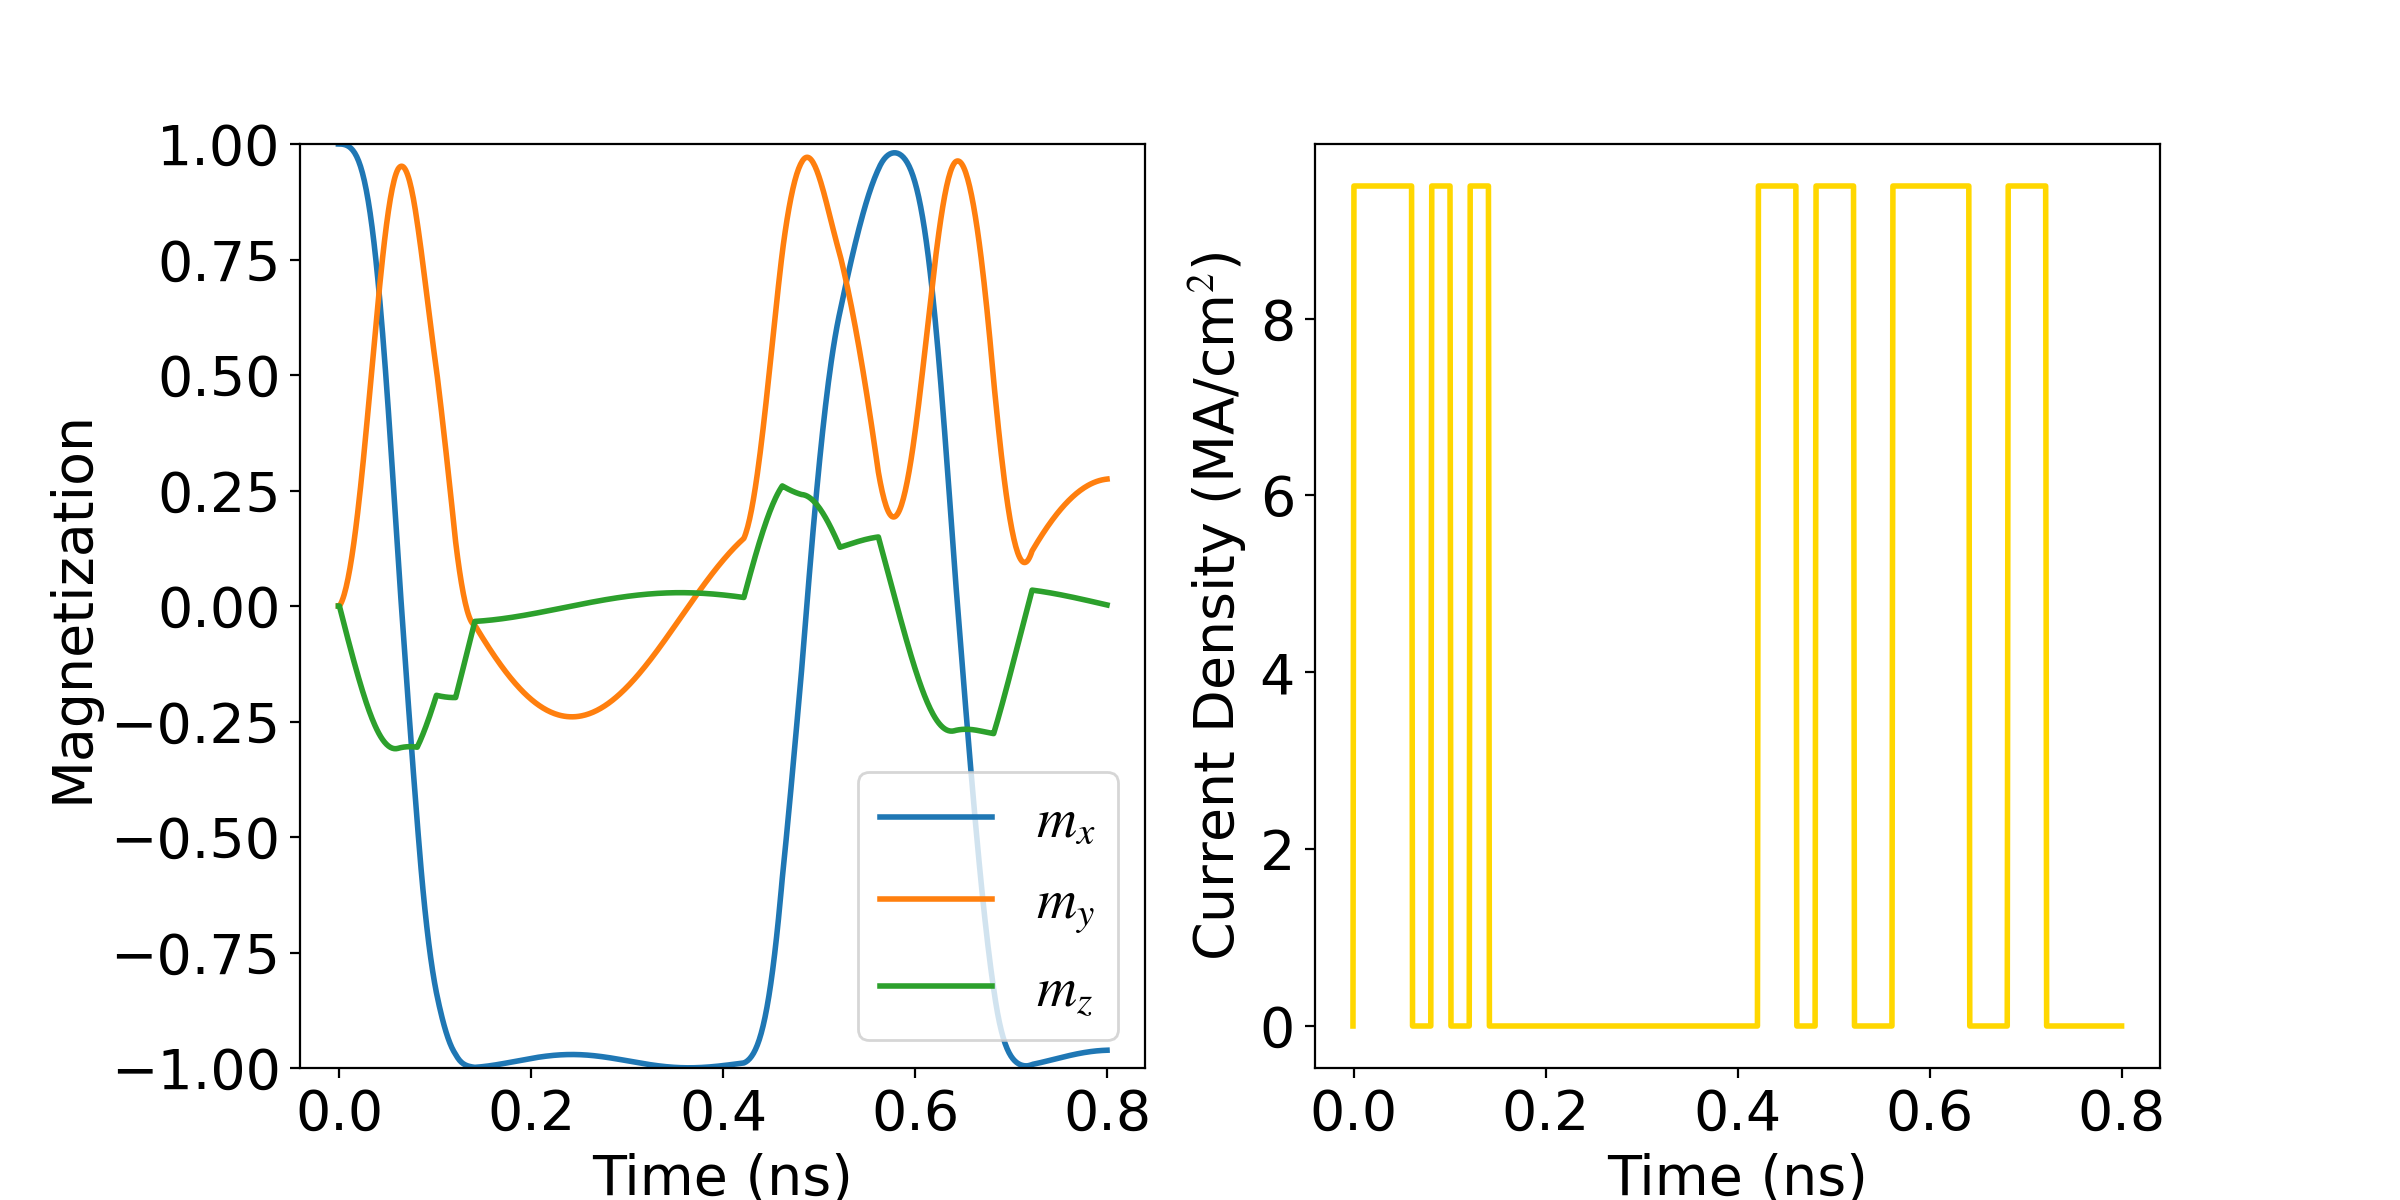 1.00
0.75
0.50
0.25
0.00
−0.25
−0.50
−0.75
−1.00
Magnetization
0.0 0.2 0.4 0.6 0.8
Time (ns)
m_x
m_y
m_z
Current Density (MA/cm²)
8
6
4
2
0
0.0 0.2 0.4 0.6 0.8
Time (ns)